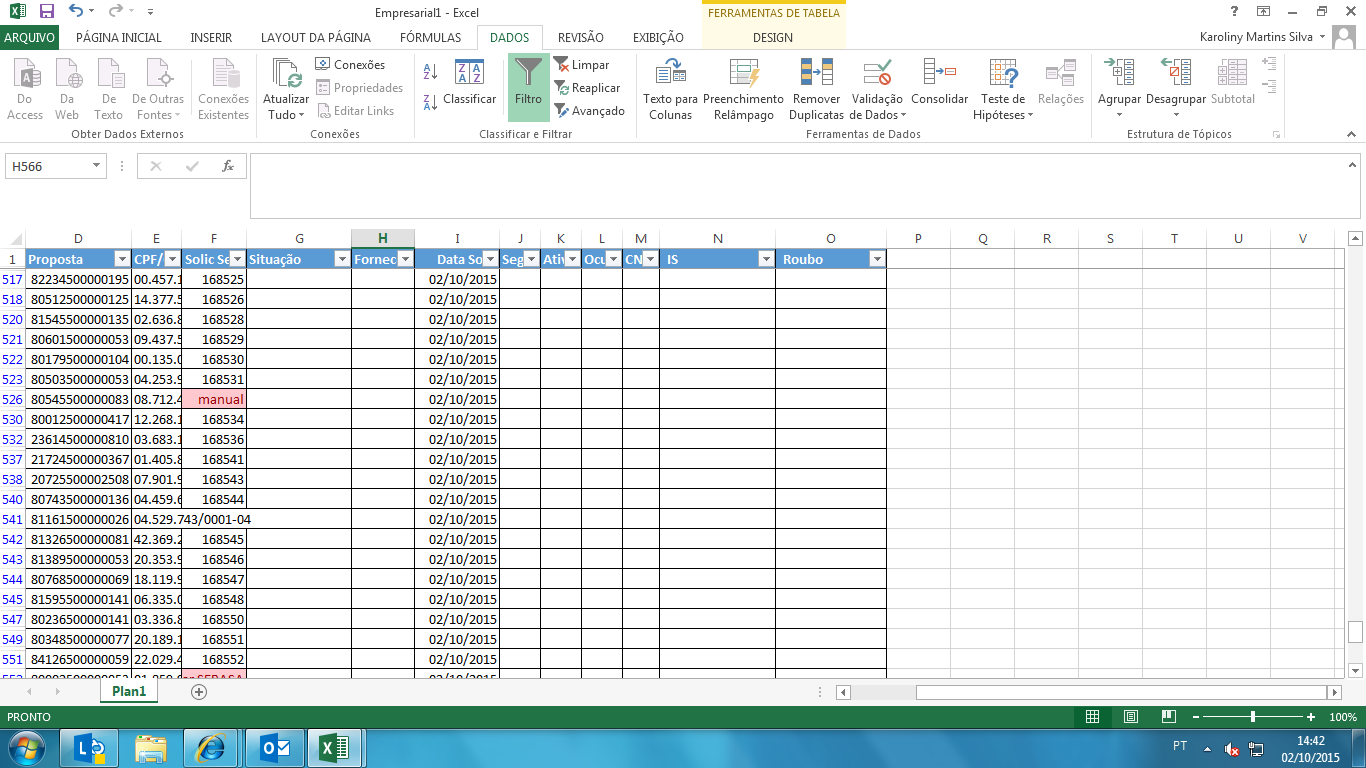 Empresarial1 - Excel
FERRAMENTAS DE TABELA
?
ARQUIVO PÁGINA INICIAL INSERIR LAYOUT DA PÁGINA FÓRMULAS DADOS REVISÃO EXIBIÇÃO DESIGN Karoliny Martins Silva
Do Access
Da Web
De Texto
De Outras Fontes
Conexões Existentes
Obter Dados Externos
Atualizar Tudo
Conexões
Propriedades
Editar Links
Conexões
Classificar
Filtro
Limpar
Reaplicar
Avançado
Classificar e Filtrar
Texto para Colunas
Preenchimento Relâmpago
Remover Duplicatas
Validação de Dados
Consolidar
Teste de Hipóteses
Relações
Ferramentas de Dados
Agrupar
Desagrupar
Subtotal
Estrutura de Tópicos
H566 fx
D E F G H I J K L M N O P Q R S T U V
1 Proposta CPF/ Solic Se Situação Fornec Data So Seg Ativ Ocu CN IS Roubo
517 82234500000195 00.457.1 168525 02/10/2015
518 80512500000125 14.377.5 168526 02/10/2015
520 81545500000135 02.636.8 168528 02/10/2015
521 80601500000053 09.437.5 168529 02/10/2015
522 80179500000104 00.135.0 168530 02/10/2015
523 80503500000053 04.253.9 168531 02/10/2015
526 80545500000083 08.712.4 manual 02/10/2015
530 80012500000417 12.268.1 168534 02/10/2015
532 23614500000810 03.683.1 168536 02/10/2015
537 21724500000367 01.405.8 168541 02/10/2015
538 20725500002508 07.901.9 168543 02/10/2015
540 80743500000136 04.459.6 168544 02/10/2015
541 81161500000026 04.529.743/0001-04 02/10/2015
542 81326500000081 42.369.2 168545 02/10/2015
543 81389500000053 20.353.9 168546 02/10/2015
544 80768500000069 18.119.9 168547 02/10/2015
545 81595500000141 06.335.0 168548 02/10/2015
547 80236500000141 03.336.8 168550 02/10/2015
549 80348500000077 20.189.1 168551 02/10/2015
551 84126500000059 22.029.4 168552 02/10/2015
Plan1
PRONTO 100%
PT 14:42
02/10/2015